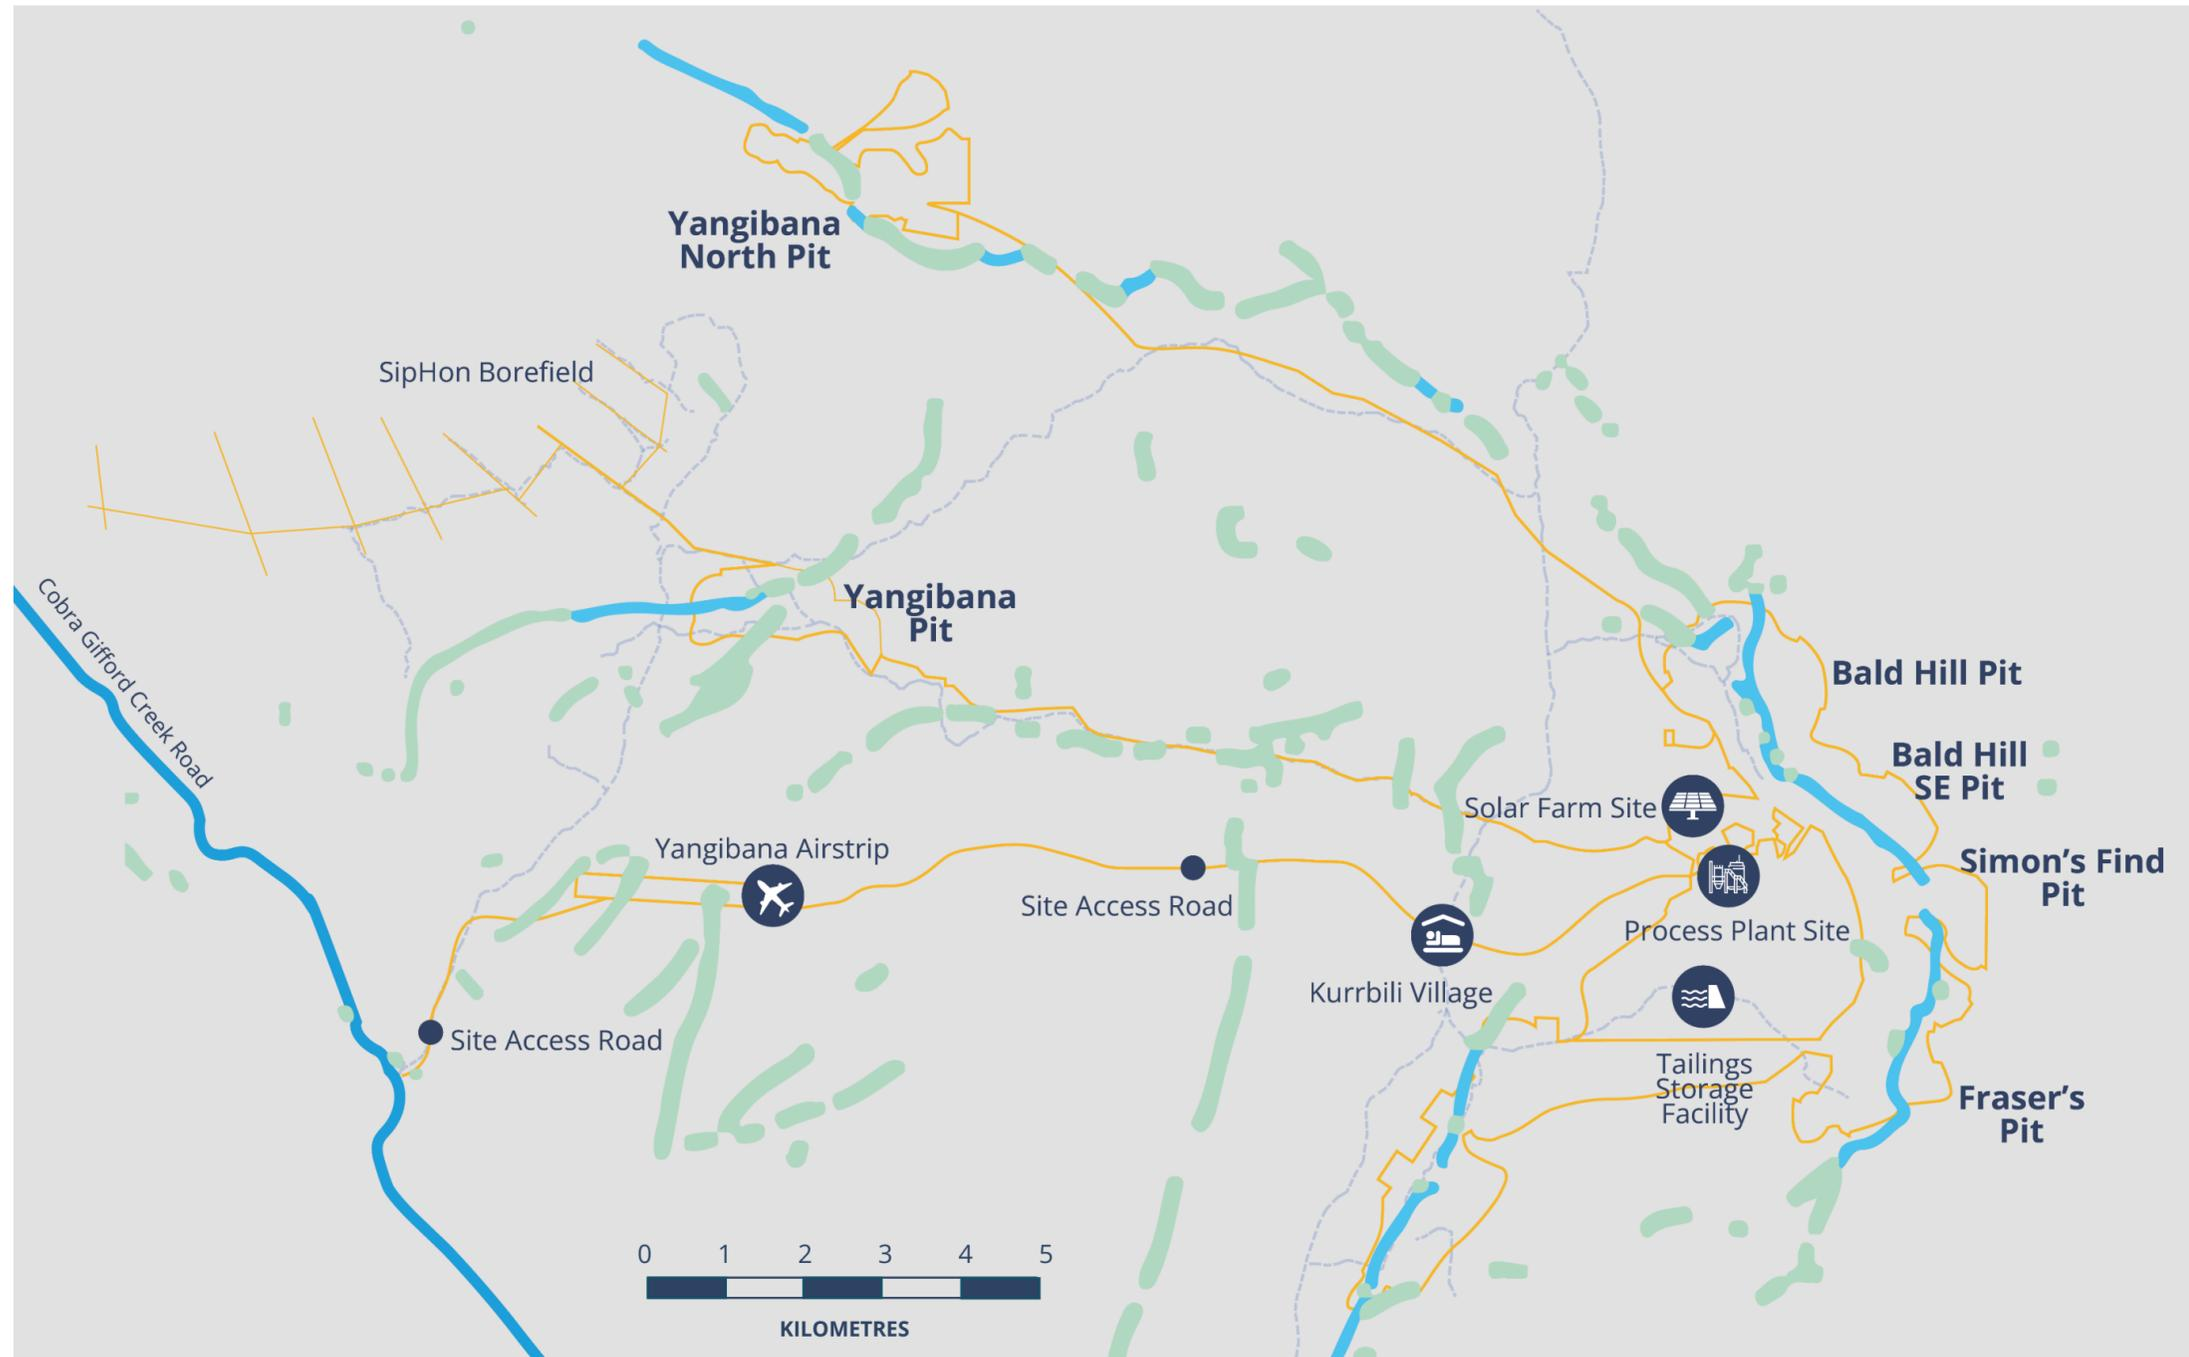 Yangibana
North Pit
SipHon Borefield
Cobra Gifford Creek Road
Yangibana
Pit
Bald Hill Pit
Bald Hill
SE Pit
Solar Farm Site
Yangibana Airstrip
Simon's Find
Pit
Site Access Road
Process Plant Site
Kurrbili Village
Site Access Road
Tailings
Storage
Facility
Fraser's
Pit
0 1 2 3 4 5
KILOMETRES